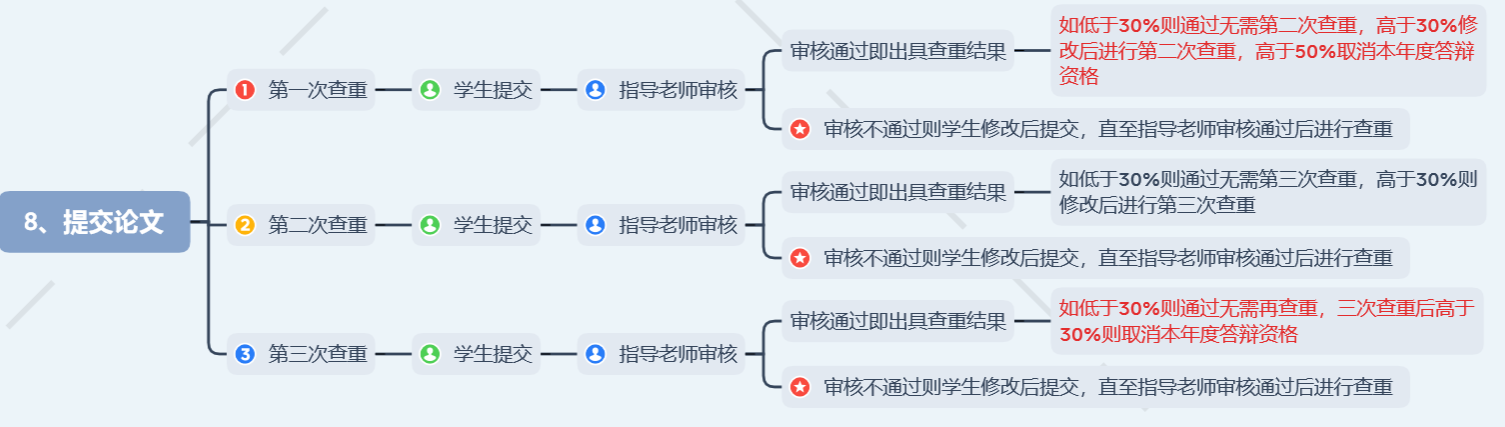 8、提交论文
1 第一次查重
学生提交
指导老师审核
审核通过即出具查重结果
如低于30%则通过无需第二次查重，高于30%修
改后进行第二次查重，高于50%取消本年度答辩
资格
审核不通过则学生修改后提交，直至指导老师审核通过后进行查重
2 第二次查重
学生提交
指导老师审核
审核通过即出具查重结果
如低于30%则通过无需第三次查重，高于30%则
修改后进行第三次查重
审核不通过则学生修改后提交，直至指导老师审核通过后进行查重
3 第三次查重
学生提交
指导老师审核
审核通过即出具查重结果
如低于30%则通过无需再查重，三次查重后高于
30%则取消本年度答辩资格
审核不通过则学生修改后提交，直至指导老师审核通过后进行查重